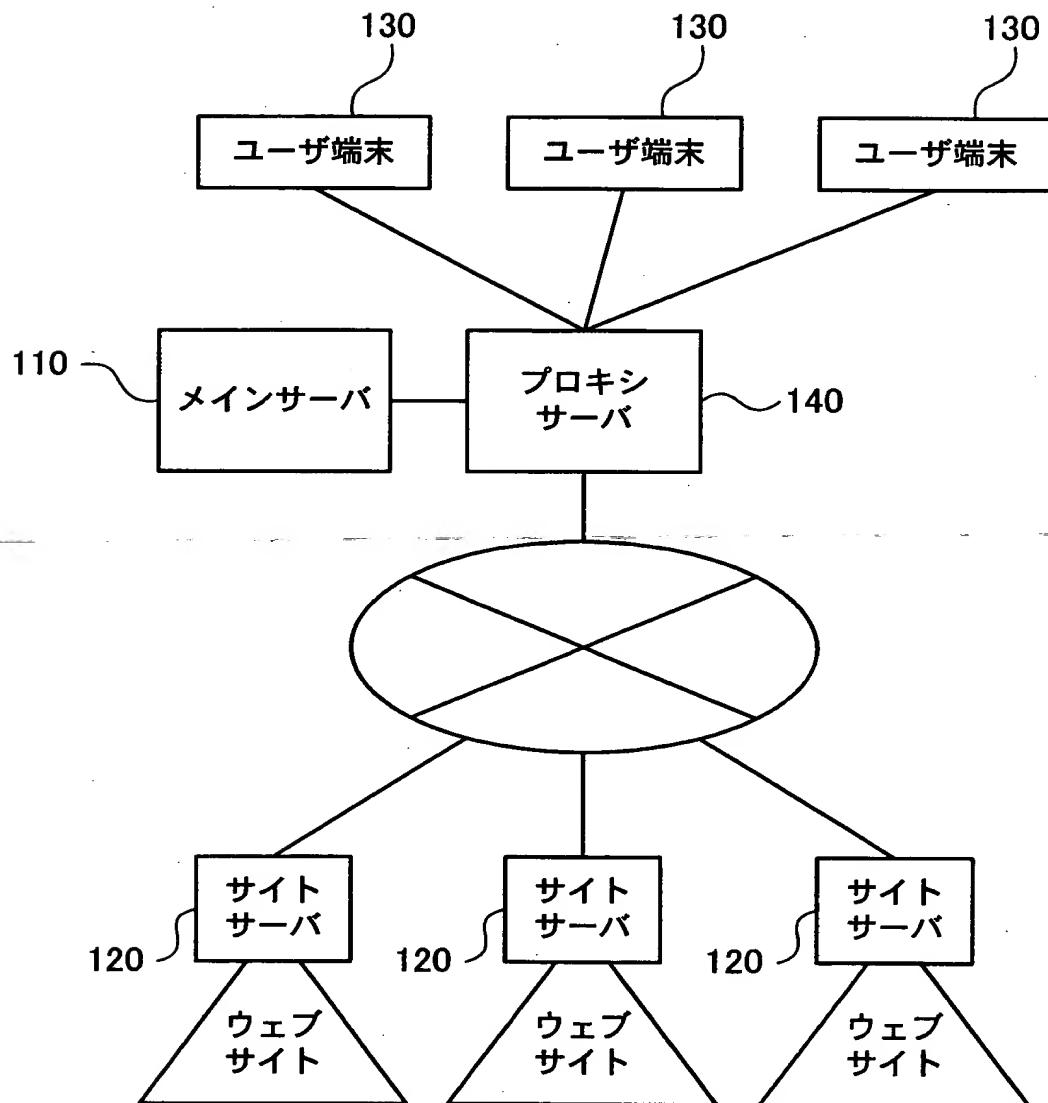 130
130
130
ユーザ端末
ユーザ端末
ユーザ端末
110
メインサーバ
プロキシ
サーバ
140
サイト
サーバ
120
サイト
サーバ
120
サイト
サーバ
120
ウェブ
サイト
ウェブ
サイト
ウェブ
サイト